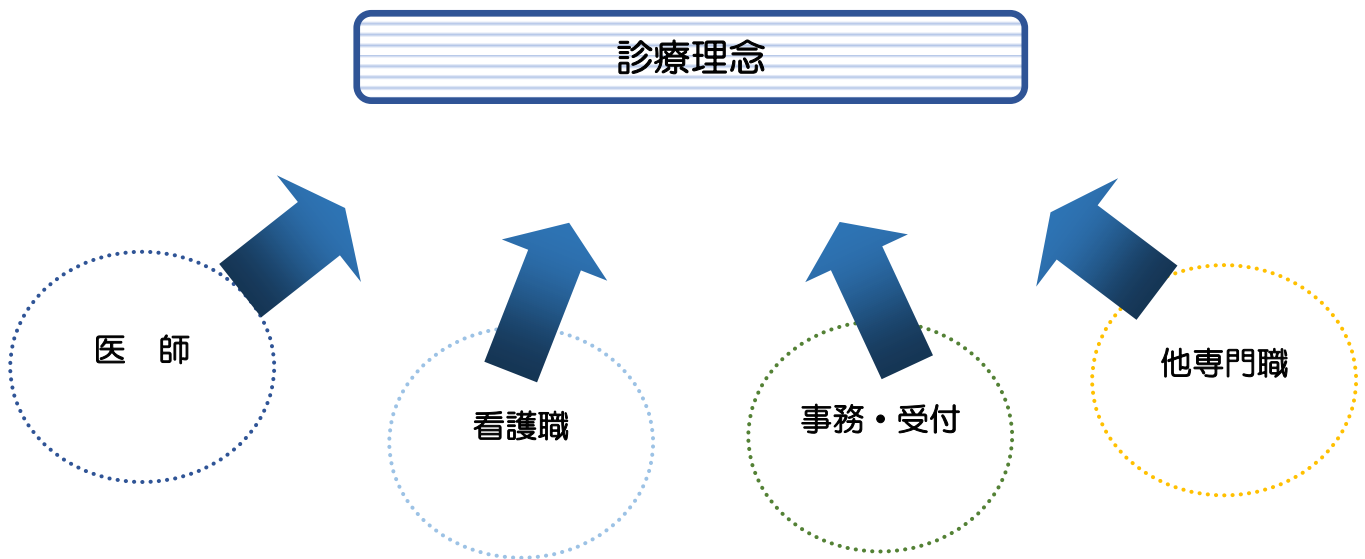 診療理念
医　師
看護職
事務・受付
他専門職